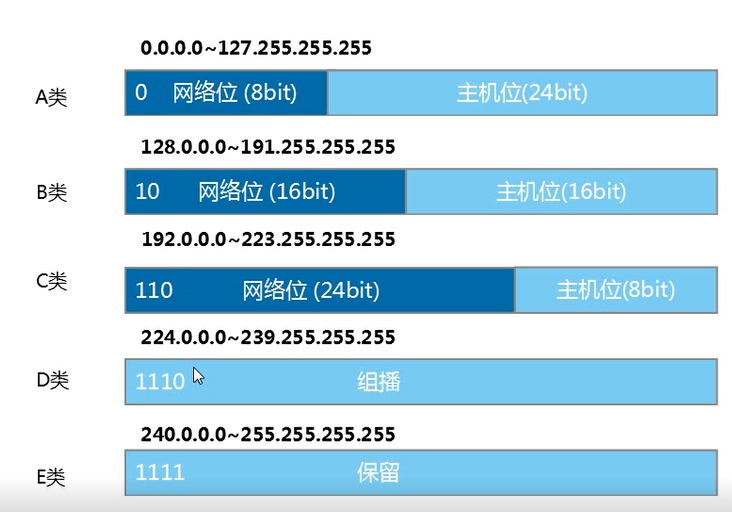 0.0.0.0~127.255.255.255
A类 0 网络位 (8bit) 主机位(24bit)
128.0.0.0~191.255.255.255
B类 10 网络位 (16bit) 主机位(16bit)
192.0.0.0~223.255.255.255
C类 110 网络位 (24bit) 主机位(8bit)
224.0.0.0~239.255.255.255
D类 1110 组播
240.0.0.0~255.255.255.255
E类 1111 保留